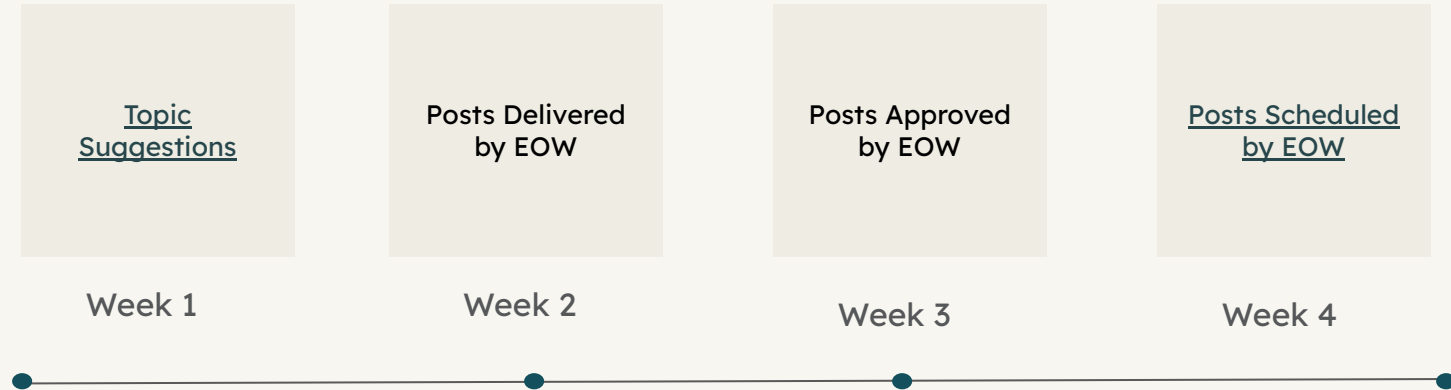 Topic
Suggestions
Posts Delivered
by EOW
Posts Approved
by EOW
Posts Scheduled
by EOW
Week 1
Week 2
Week 3
Week 4